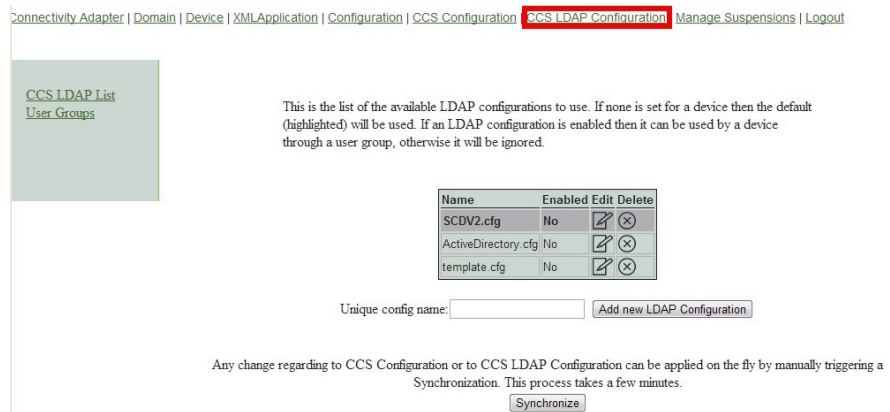 Connectivity Adapter | Domain | Device | XMLApplication | Configuration | CCS Configuration | CCS LDAP Configuration | Manage Suspensions | Logout
CCS LDAP List
User Groups
This is the list of the available LDAP configurations to use. If none is set for a device then the default
(highlighted) will be used. If an LDAP configuration is enabled then it can be used by a device
through a user group, otherwise it will be ignored.
Name Enabled Edit Delete
SCDV2.cfg No
ActiveDirectory.cfg No
template.cfg No
Unique config name: Add new LDAP Configuration
Any change regarding to CCS Configuration or to CCS LDAP Configuration can be applied on the fly by manually triggering a
Synchronization. This process takes a few minutes.
Synchronize